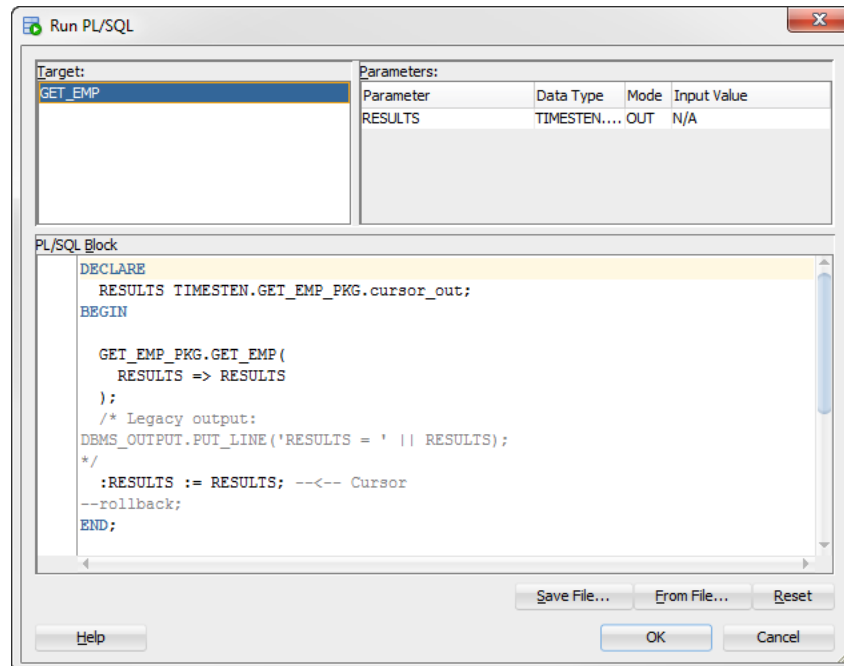 Run PL/SQL
Target:
GET_EMP
Parameters:
Parameter Data Type Mode Input Value
RESULTS TIMESTEN.... OUT N/A
PL/SQL Block
DECLARE
RESULTS TIMESTEN.GET_EMP_PKG.cursor_out;
BEGIN
GET_EMP_PKG.GET_EMP(
RESULTS => RESULTS
);
/* Legacy output:
DBMS_OUTPUT.PUT_LINE('RESULTS = ' || RESULTS);
*/
:RESULTS := RESULTS; --<-- Cursor
--rollback;
END;
Save File... From File... Reset
Help OK Cancel